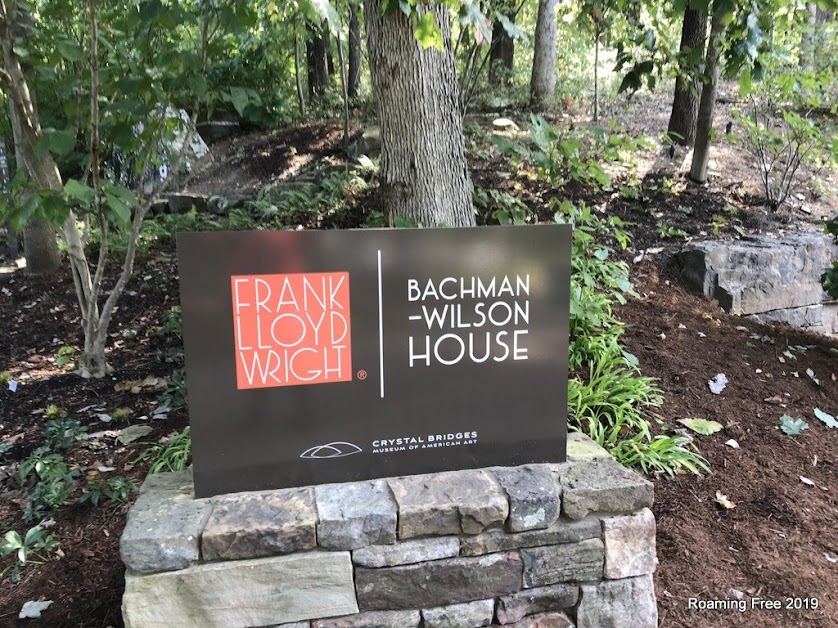 FRANK
LLOYD
WRIGHT®
BACHMAN
–WILSON
HOUSE
CRYSTAL BRIDGES
MUSEUM OF AMERICAN ART
Roaming Free 2019